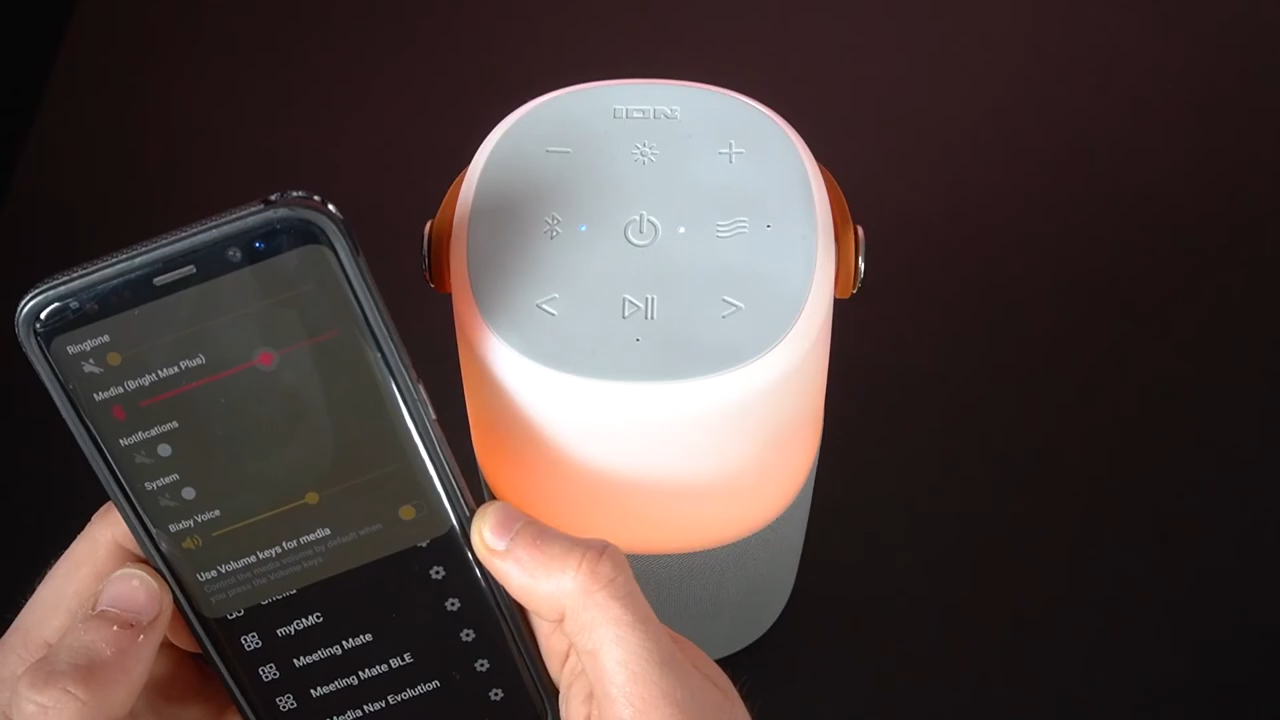 ION
Ringtone
Media (Bright Max Plus)
Notifications
System
Bixby Voice
Use Volume keys for media
Control the media volume by default when
you press the Volume keys
myGMC
Meeting Mate
Meeting Mate BLE
Media Nav Evolution